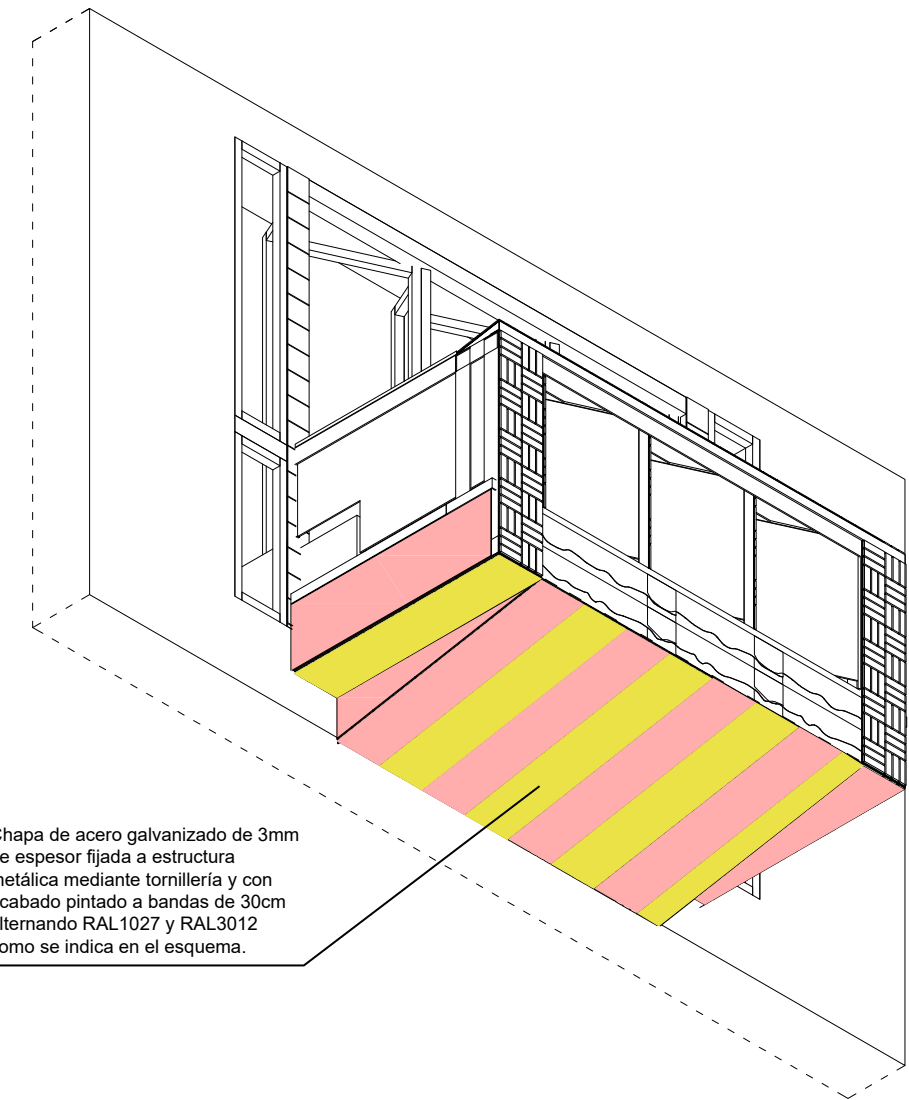 Chapa de acero galvanizado de 3mm
e espesor fijada a estructura
metálica mediante tornillería y con
cabado pintado a bandas de 30cm
lternando RAL1027 y RAL3012
omo se indica en el esquema.